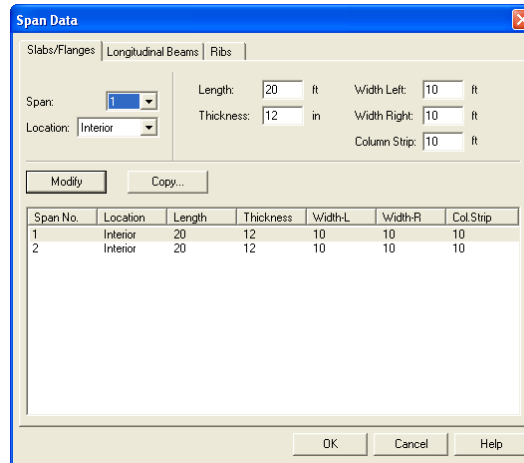 Span Data
Slabs/Flanges Longitudinal Beams Ribs
Span: 1 Length: 20 ft Width Left: 10 ft
Location: Interior Thickness: 12 in Width Right: 10 ft
Column Strip: 10 ft
Modify Copy...
Span No. Location Length Thickness Width-L Width-R Col.Strip
1 Interior 20 12 10 10 10
2 Interior 20 12 10 10 10
OK Cancel Help